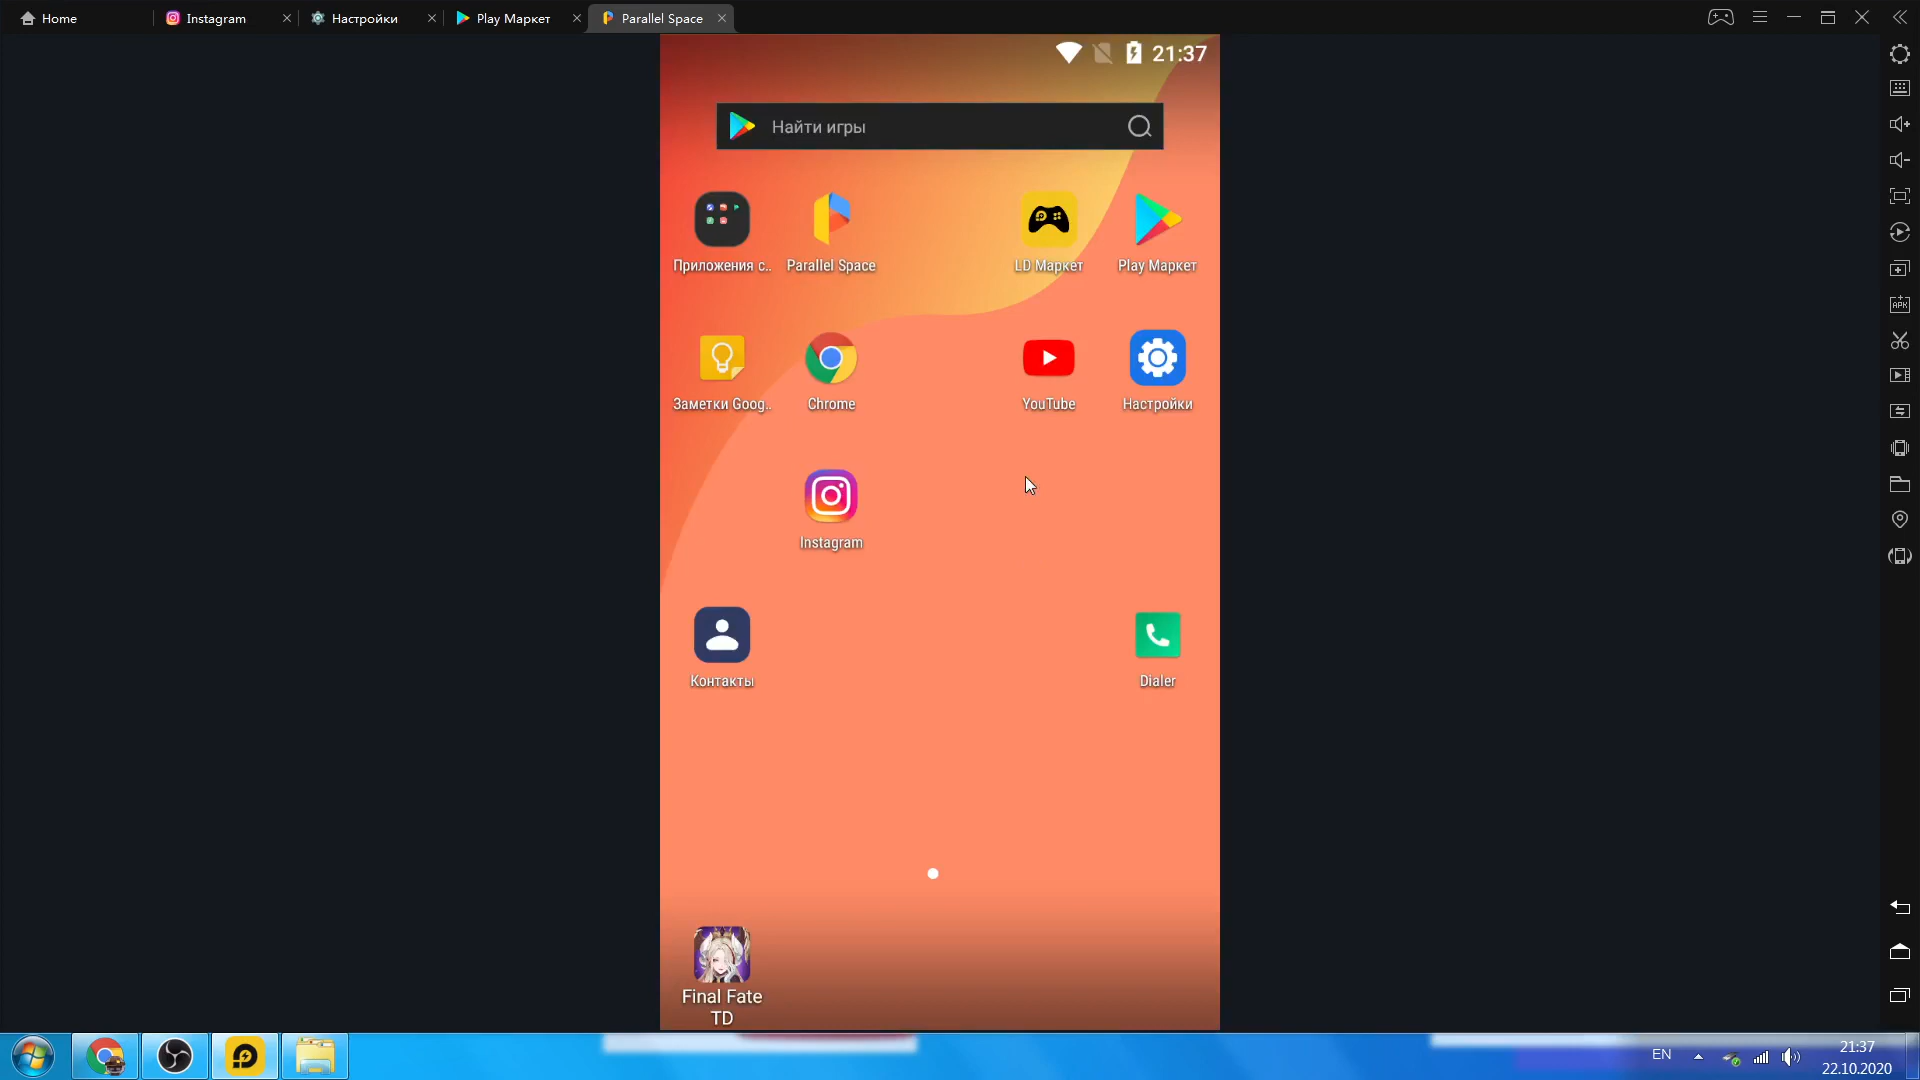 Home
Instagram
Настройки
Play Маркет
Parallel Space
21:37
Найти игры
Приложения с..
Parallel Space
LD Маркет
Play Маркет
Заметки Goog..
Chrome
YouTube
Настройки
Instagram
Контакты
Dialer
Final Fate
TD
APK
EN
21:37
22.10.2020